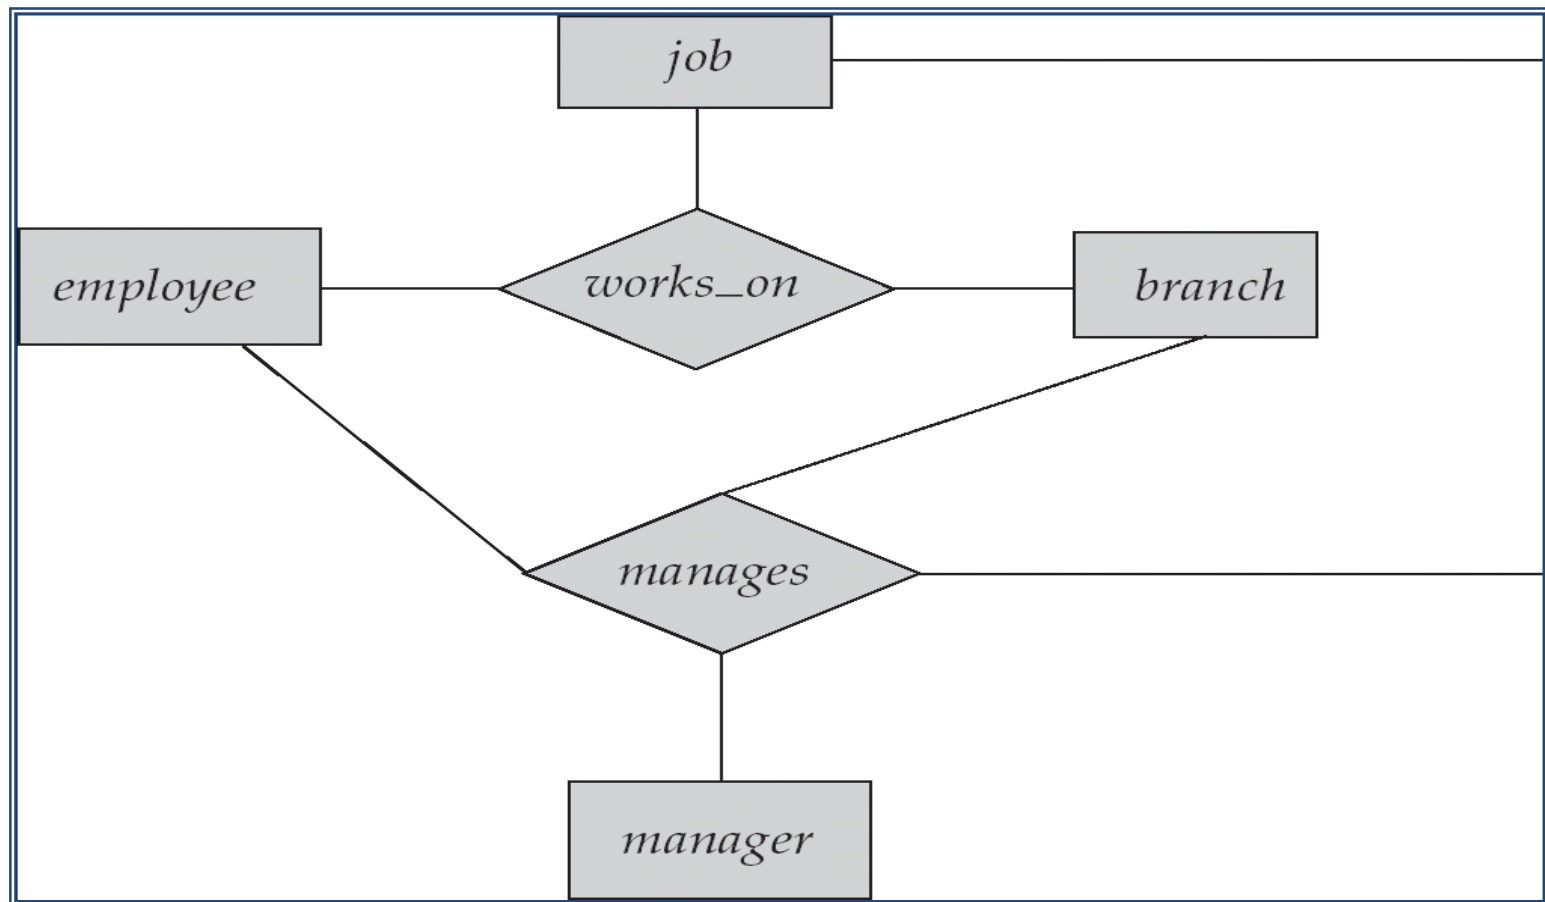 job
employee
works_on
branch
manages
manager